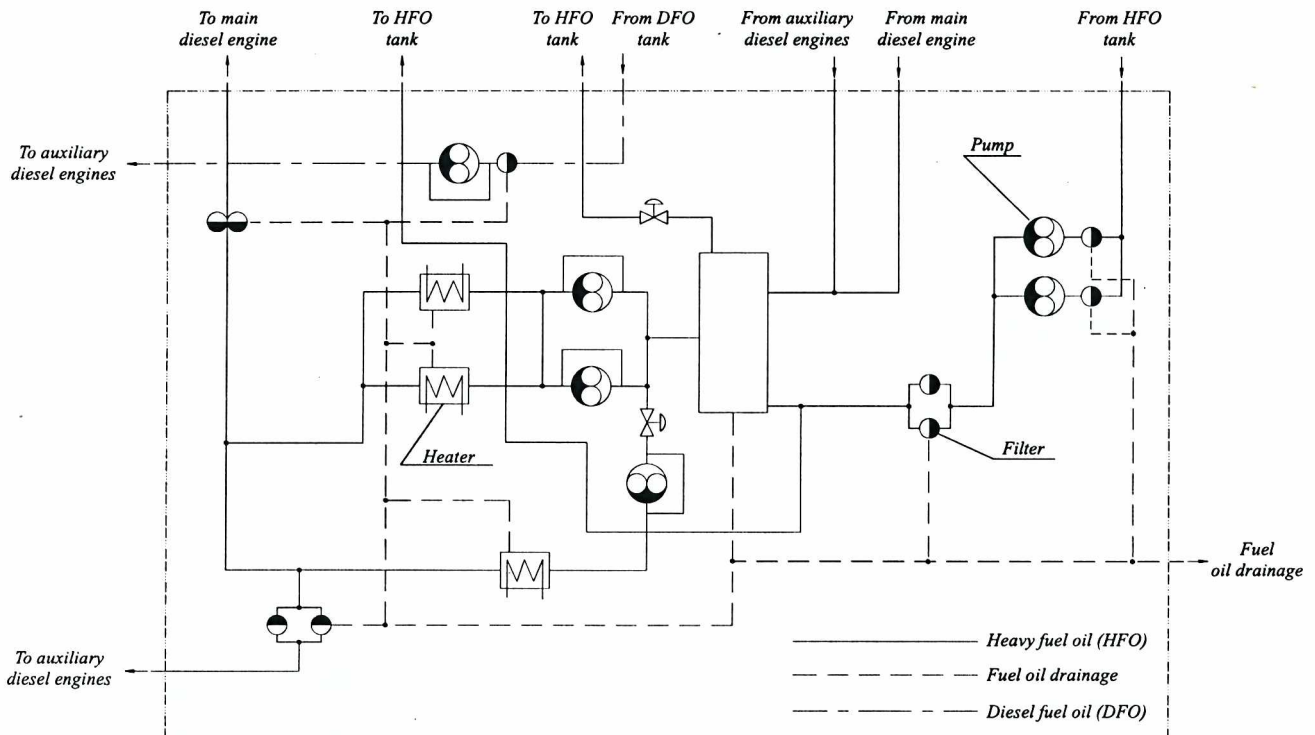 To main
diesel engine
To HFO
tank
To HFO
tank
From DFO
tank
From auxiliary
diesel engines
From main
diesel engine
From HFO
tank
To auxiliary
diesel engines
Pump
Heater
Filter
Fuel
oil drainage
To auxiliary
diesel engines
Heavy fuel oil (HFO)
Fuel oil drainage
Diesel fuel oil (DFO)